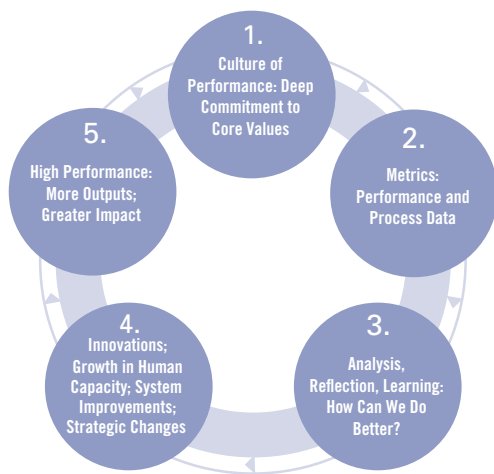 1.
Culture of
Performance: Deep
Commitment to
Core Values
2.
Metrics:
Performance and
Process Data
3.
Analysis,
Reflection, Learning:
How Can We Do
Better?
4.
Innovations;
Growth in Human
Capacity; System
Improvements;
Strategic Changes
5.
High Performance:
More Outputs;
Greater Impact